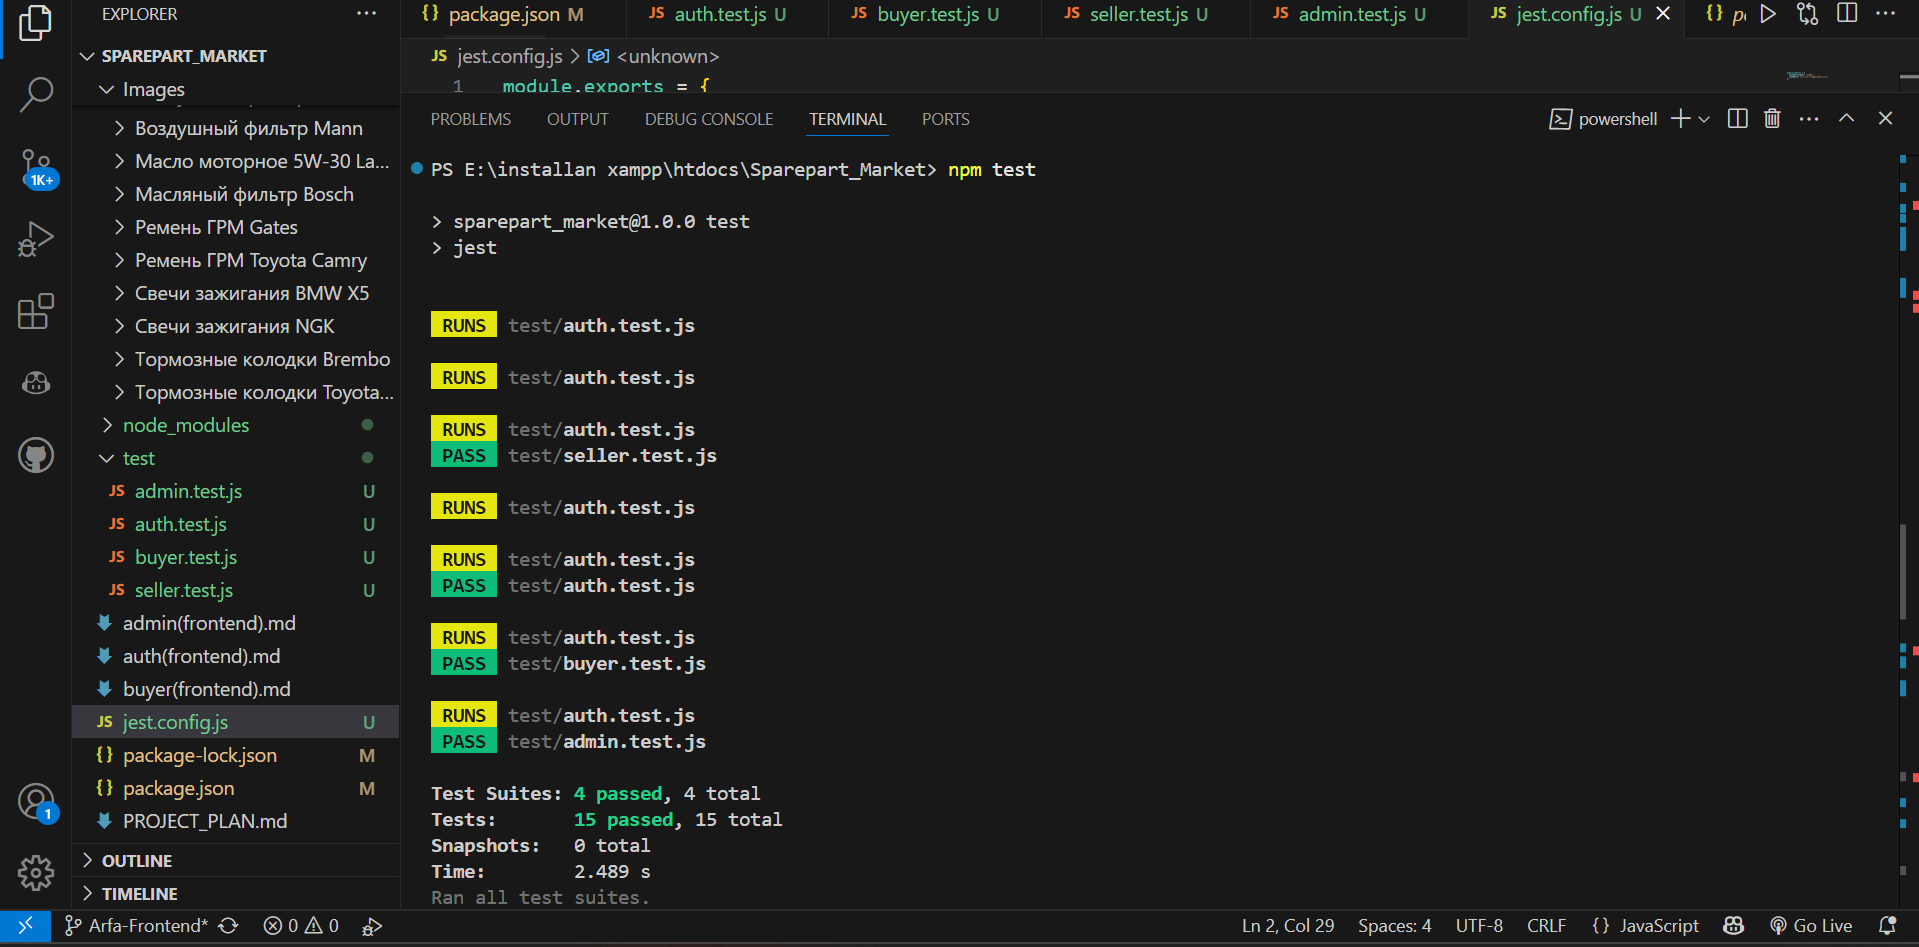 EXPLORER
SPAREPART_MARKET
Images
Воздушный фильтр Mann
Масло моторное 5W-30 La...
Масляный фильтр Bosch
Ремень ГРМ Gates
Ремень ГРМ Toyota Camry
Свечи зажигания BMW X5
Свечи зажигания NGK
Тормозные колодки Brembo
Тормозные колодки Toyota...
node_modules
test
JS admin.test.js U
JS auth.test.js U
JS buyer.test.js U
JS seller.test.js U
admin(frontend).md
auth(frontend).md
buyer(frontend).md
JS jest.config.js U
{} package-lock.json M
{} package.json M
PROJECT_PLAN.md
OUTLINE
TIMELINE
1K+
1
{} package.json M JS auth.test.js U JS buyer.test.js U JS seller.test.js U JS admin.test.js U JS jest.config.js U {}
JS jest.config.js > <unknown>
1 module.exports = {
PROBLEMS OUTPUT DEBUG CONSOLE TERMINAL PORTS powershell
PS E:\installan xampp\htdocs\Sparepart_Market> npm test
> sparepart_market@1.0.0 test
> jest
RUNS test/auth.test.js
RUNS test/auth.test.js
RUNS test/auth.test.js
PASS test/seller.test.js
RUNS test/auth.test.js
RUNS test/auth.test.js
PASS test/auth.test.js
RUNS test/auth.test.js
PASS test/buyer.test.js
RUNS test/auth.test.js
PASS test/admin.test.js
Test Suites: 4 passed, 4 total
Tests: 15 passed, 15 total
Snapshots: 0 total
Time: 2.489 s
Ran all test suites.
Arfa-Frontend* 0 0 Ln 2, Col 29 Spaces: 4 UTF-8 CRLF {} JavaScript Go Live